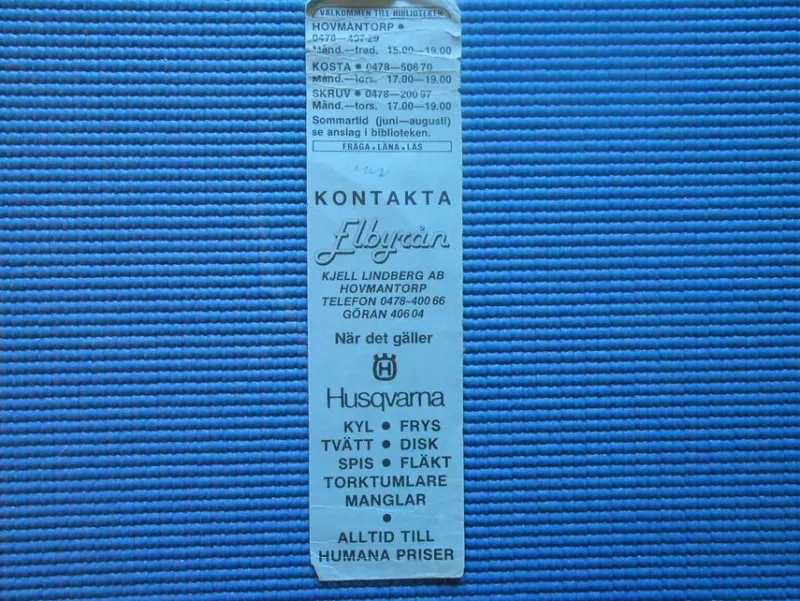 VÄLKOMMEN TILL BIBLIOTEKEN
HOVMANTORP ●
0478—407 29
Månd.—fred. 15.00—19.00
KOSTA ● 0478—506 70
Månd.—tors. 17.00—19.00
SKRUV ● 0478—200 97
Månd.—tors. 17.00—19.00
Sommartid (juni—augusti)
se anslag i biblioteken.
FRÅGA • LÅNA • LÄS
KONTAKTA
Elbyrån
KJELL LINDBERG AB
HOVMANTORP
TELEFON 0478-400 66
GÖRAN 406 04
När det gäller
H
Husqvarna
KYL ● FRYS
TVÄTT ● DISK
SPIS ● FLÄKT
TORKTUMLARE
MANGLAR
●
ALLTID TILL
HUMANA PRISER